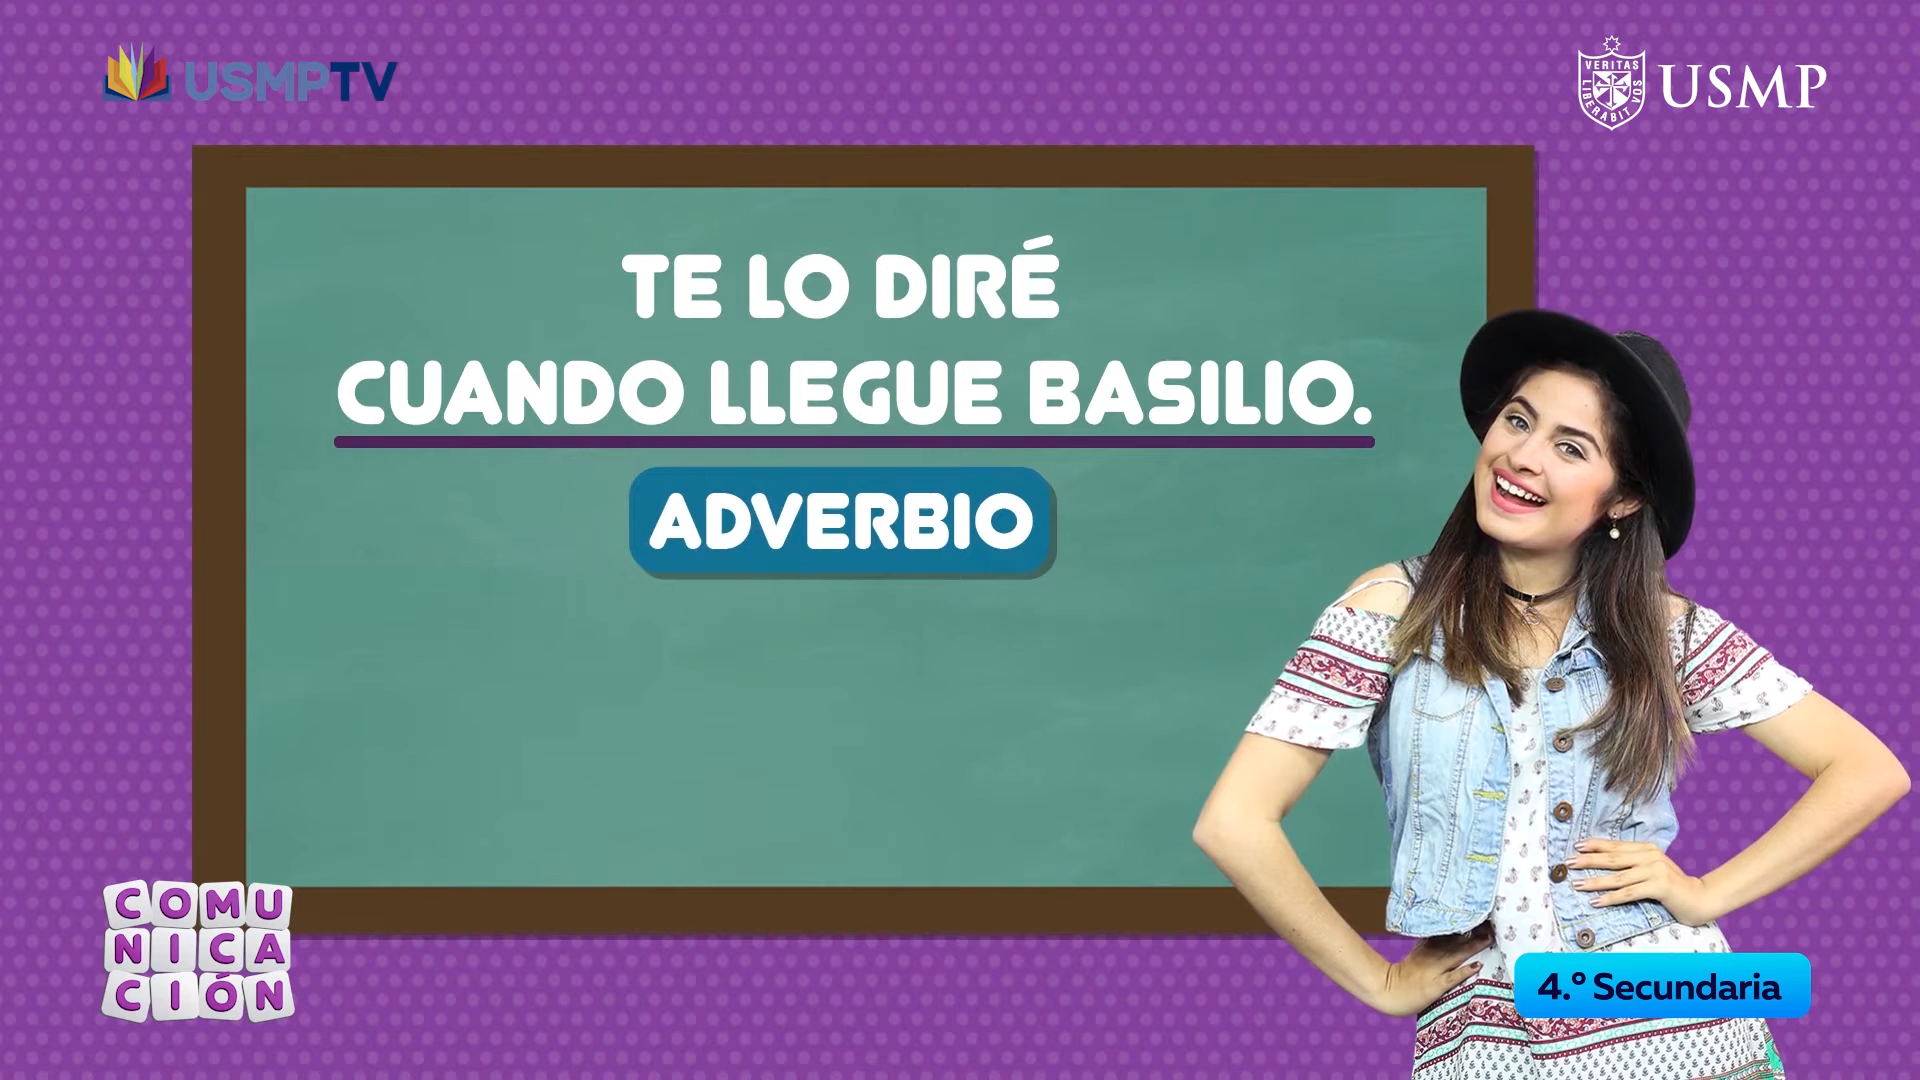 USMPTV
VERITAS
LIBERABIT VOS
USMP
TE LO DIRÉ
CUANDO LLEGUE BASILIO.
ADVERBIO
COMU
NICA
CIÓN
4.º Secundaria